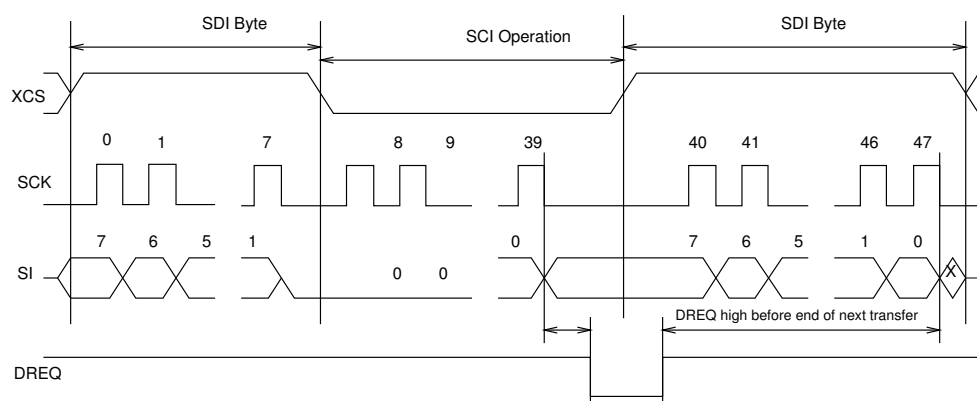 SDI Byte
SCI Operation
SDI Byte
XCS
0 1 7 8 9 39 40 41 46 47
SCK
7 6 5 1 0 0 0 7 6 5 1 0
SI
X
DREQ high before end of next transfer
DREQ